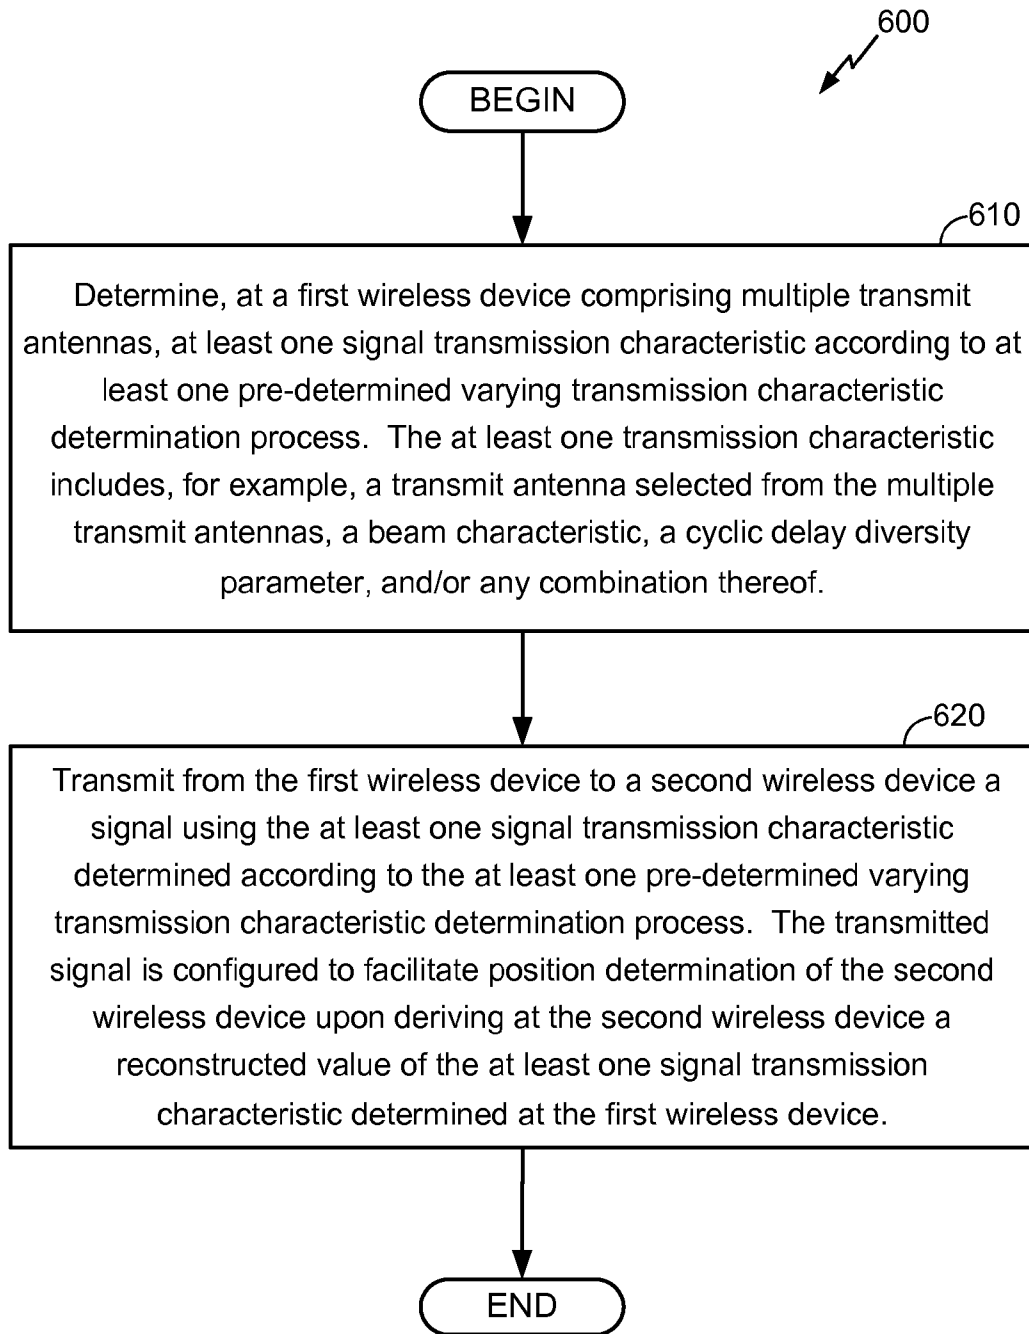 600
BEGIN
610
Determine, at a first wireless device comprising multiple transmit
antennas, at least one signal transmission characteristic according to at
least one pre-determined varying transmission characteristic
determination process.  The at least one transmission characteristic
includes, for example, a transmit antenna selected from the multiple
transmit antennas, a beam characteristic, a cyclic delay diversity
parameter, and/or any combination thereof.
620
Transmit from the first wireless device to a second wireless device a
signal using the at least one signal transmission characteristic
determined according to the at least one pre-determined varying
transmission characteristic determination process.  The transmitted
signal is configured to facilitate position determination of the second
wireless device upon deriving at the second wireless device a
reconstructed value of the at least one signal transmission
characteristic determined at the first wireless device.
END